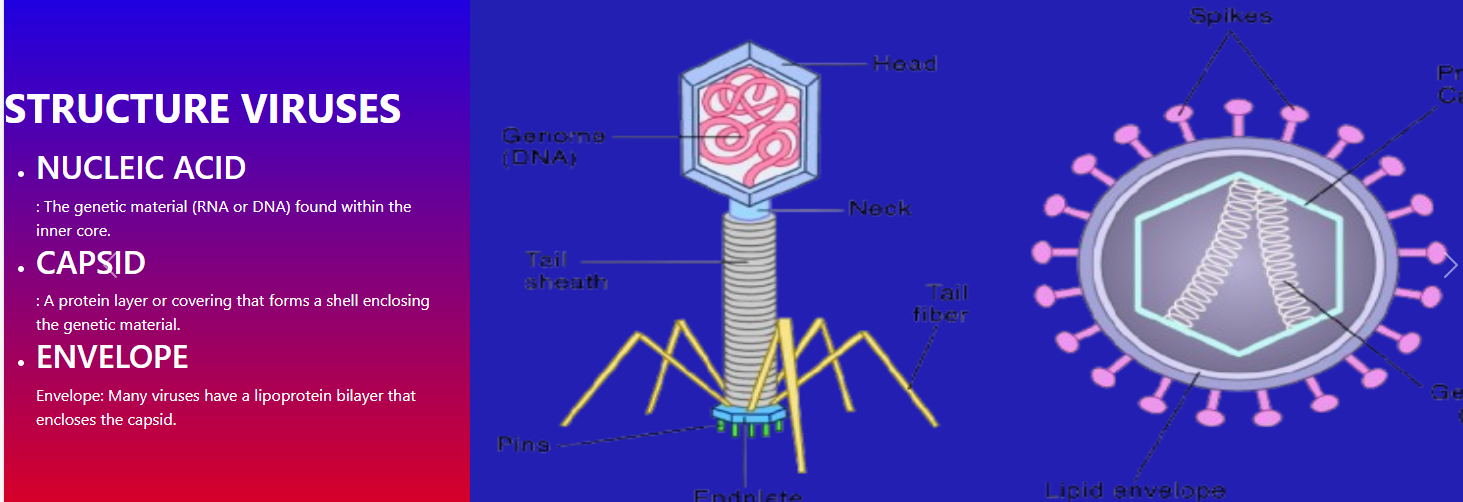 STRUCTURE VIRUSES
• NUCLEIC ACID
: The genetic material (RNA or DNA) found within the
inner core.
• CAPSID
: A protein layer or covering that forms a shell enclosing
the genetic material.
• ENVELOPE
Envelope: Many viruses have a lipoprotein bilayer that
encloses the capsid.
Head
Genome
(DNA)
Neck
Tail
sheath
Tail
fiber
Pins
Endplate
Spikes
Lipid envelope